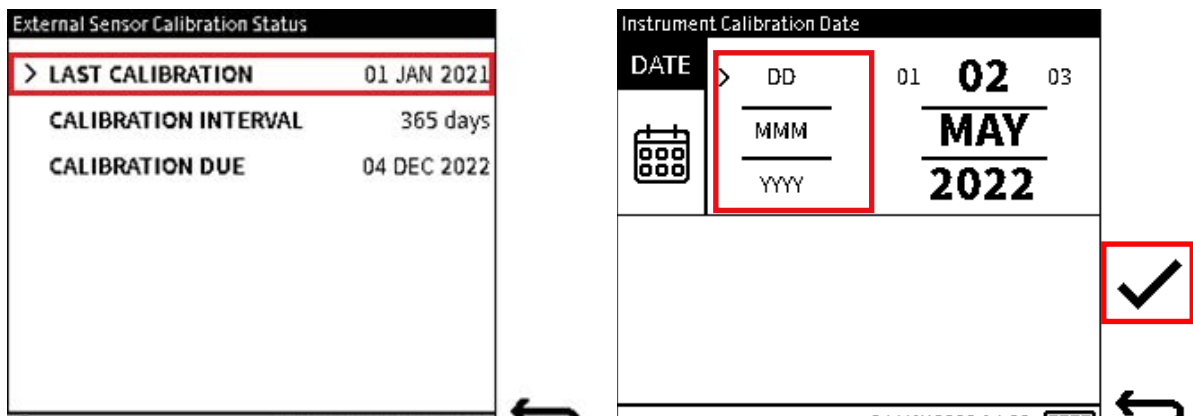 External Sensor Calibration Status
> LAST CALIBRATION 01 JAN 2021
CALIBRATION INTERVAL 365 days
CALIBRATION DUE 04 DEC 2022
Instrument Calibration Date
DATE > DD 01 02 03
MMM MAY
YYYY 2022